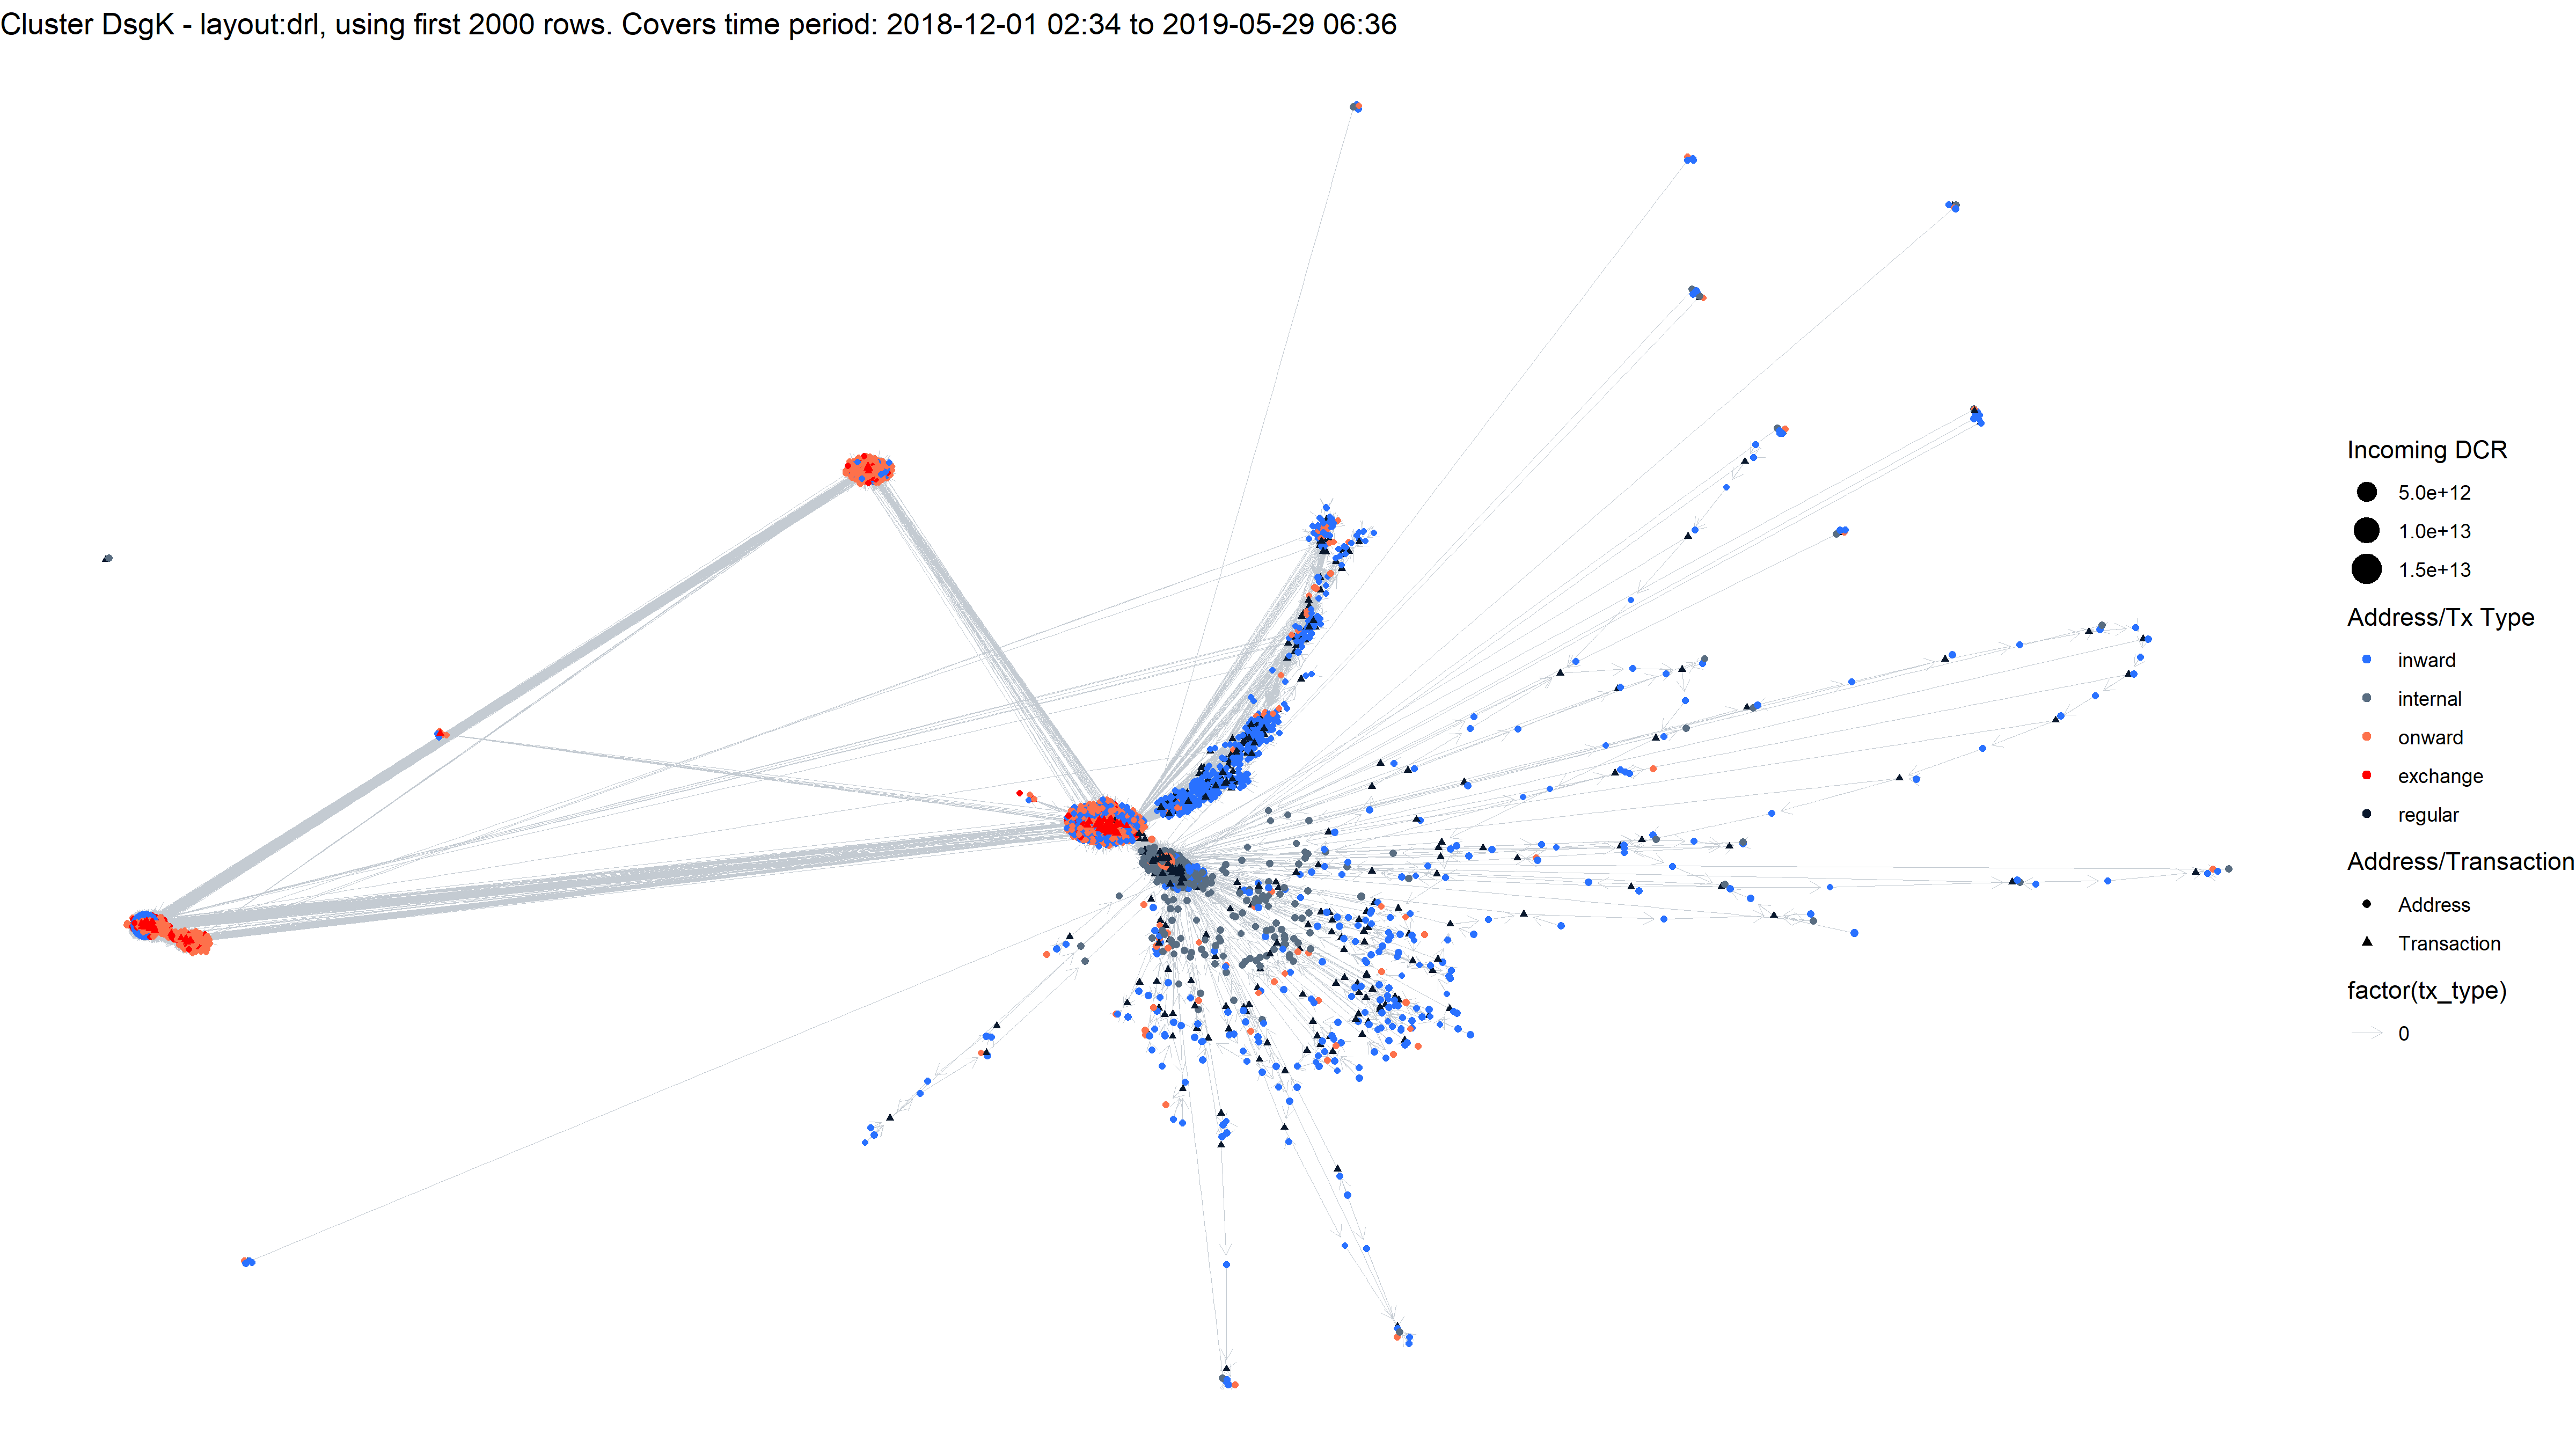 Cluster DsgK - layout:drl, using first 2000 rows. Covers time period: 2018-12-01 02:34 to 2019-05-29 06:36
Incoming DCR
5.0e+12
1.0e+13
1.5e+13
Address/Tx Type
inward
internal
onward
exchange
regular
Address/Transaction
Address
Transaction
factor(tx_type)
0